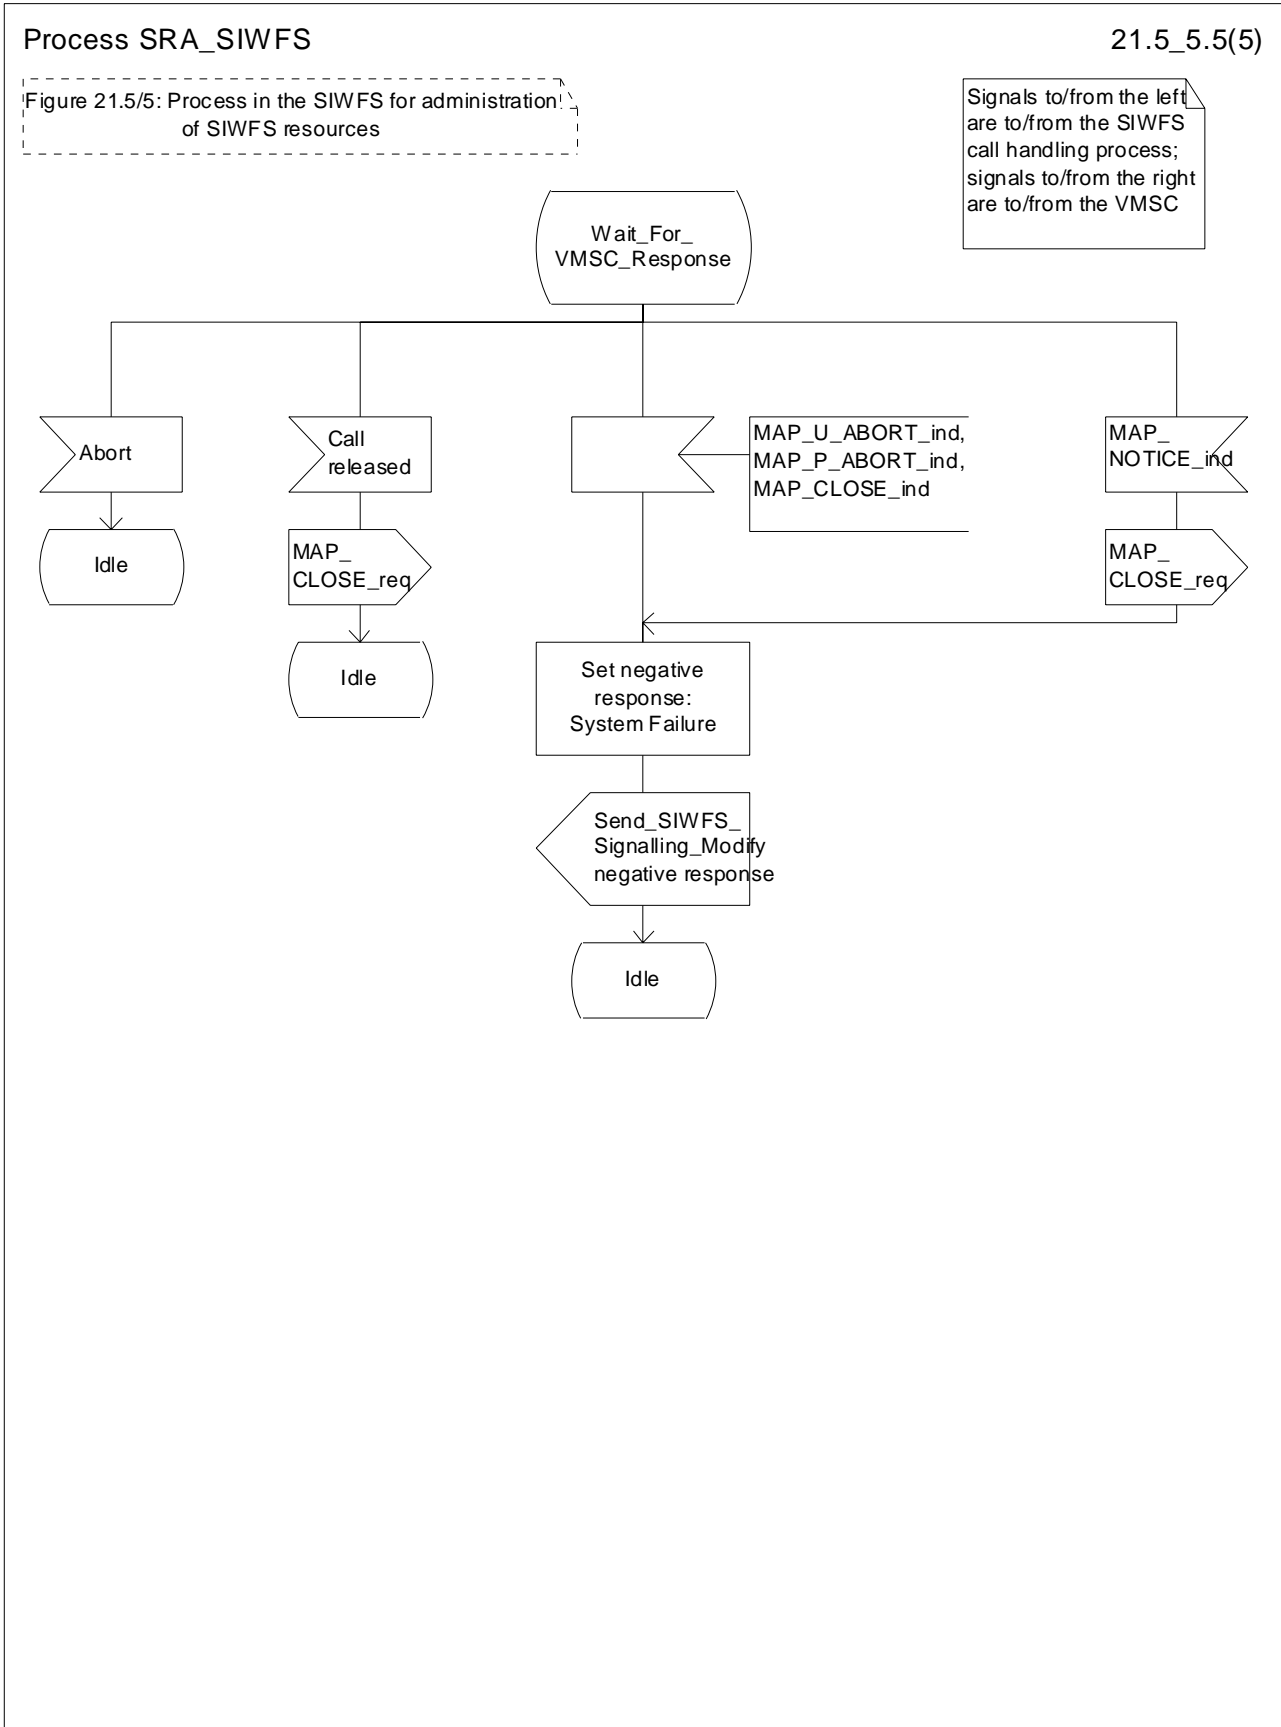 Process SRA_SIWFS
21.5_5.5(5)
Figure 21.5/5: Process in the SIWFS for administration
of SIWFS resources
Signals to/from the left
are to/from the SIWFS
call handling process;
signals to/from the right
are to/from the VMSC
Wait_For_
VMSC_Response
Abort
Call
released
MAP_U_ABORT_ind,
MAP_P_ABORT_ind,
MAP_CLOSE_ind
MAP_
NOTICE_ind
Idle
MAP_
CLOSE_req
MAP_
CLOSE_req
Idle
Set negative
response:
System Failure
Send_SIWFS_
Signalling_Modify
negative response
Idle